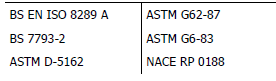 BS EN ISO 8289 A
ASTM G62-87
BS 7793-2
ASTM G6-83
ASTM D-5162
NACE RP 0188